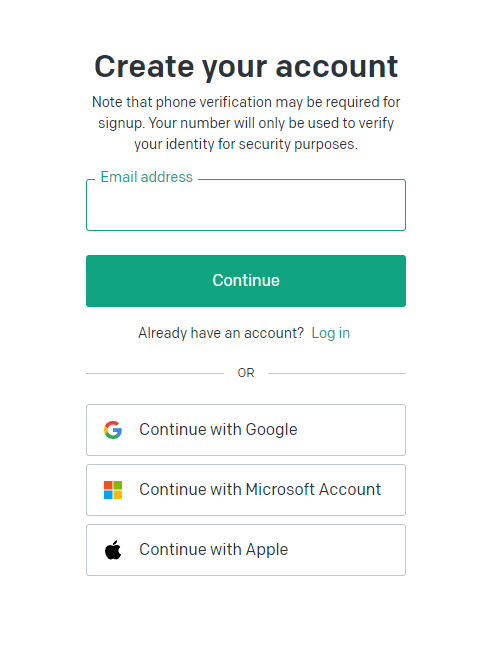 Create your account
Note that phone verification may be required for
signup. Your number will only be used to verify
your identity for security purposes.
Email address
Continue
Already have an account? Log in
OR
Continue with Google
Continue with Microsoft Account
Continue with Apple